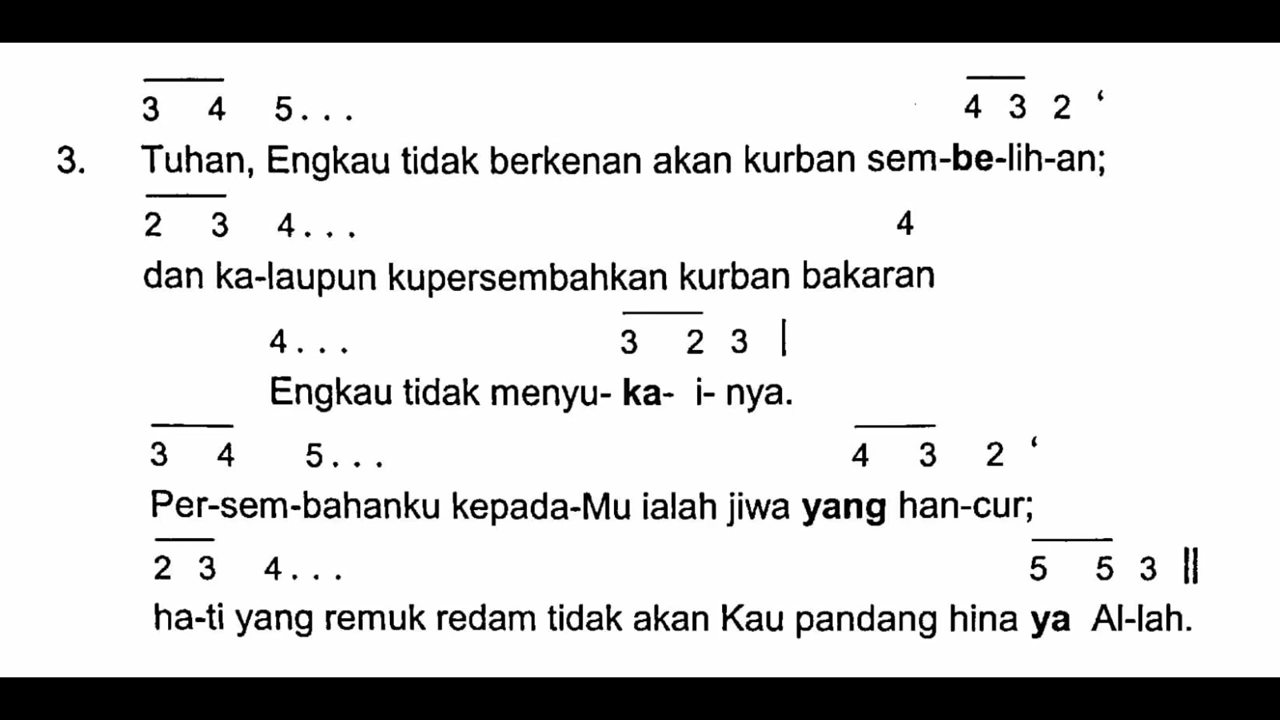 3 4 5... 4 3 2 ‘
3. Tuhan, Engkau tidak berkenan akan kurban sem-be-lih-an;
2 3 4... 4
dan ka-laupun kupersembahkan kurban bakaran
4... 3 2 3 |
Engkau tidak menyu- ka- i- nya.
3 4 5... 4 3 2 ‘
Per-sem-bahanku kepada-Mu ialah jiwa yang han-cur;
2 3 4... 5 5 3 ||
ha-ti yang remuk redam tidak akan Kau pandang hina ya Al-lah.